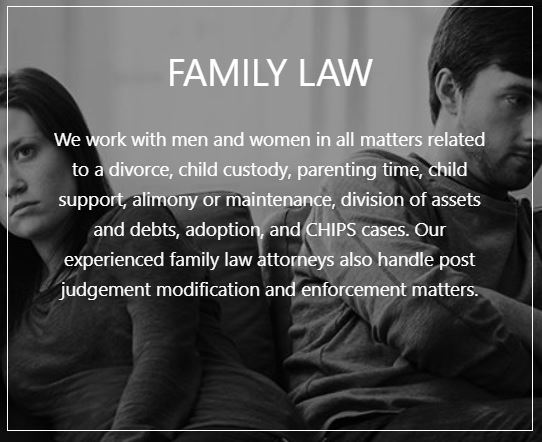 FAMILY LAW
We work with men and women in all matters related
to a divorce, child custody, parenting time, child
support, alimony or maintenance, division of assets
and debts, adoption, and CHIPS cases. Our
experienced family law attorneys also handle post
judgement modification and enforcement matters.